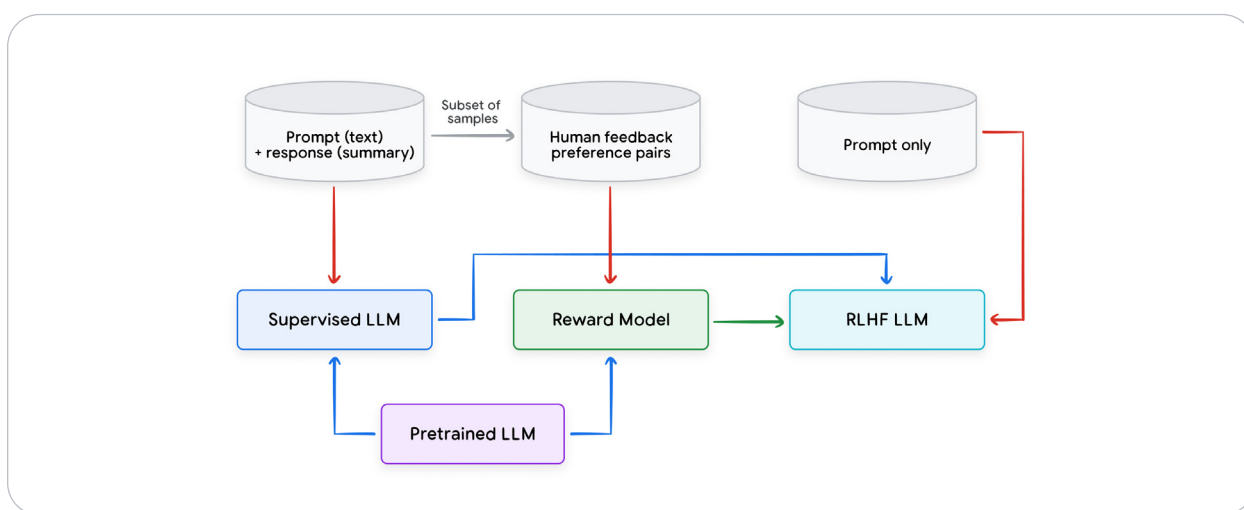 Prompt (text)
+ response (summary)
Subset of
samples
Human feedback
preference pairs
Prompt only
Supervised LLM
Reward Model
RLHF LLM
Pretrained LLM